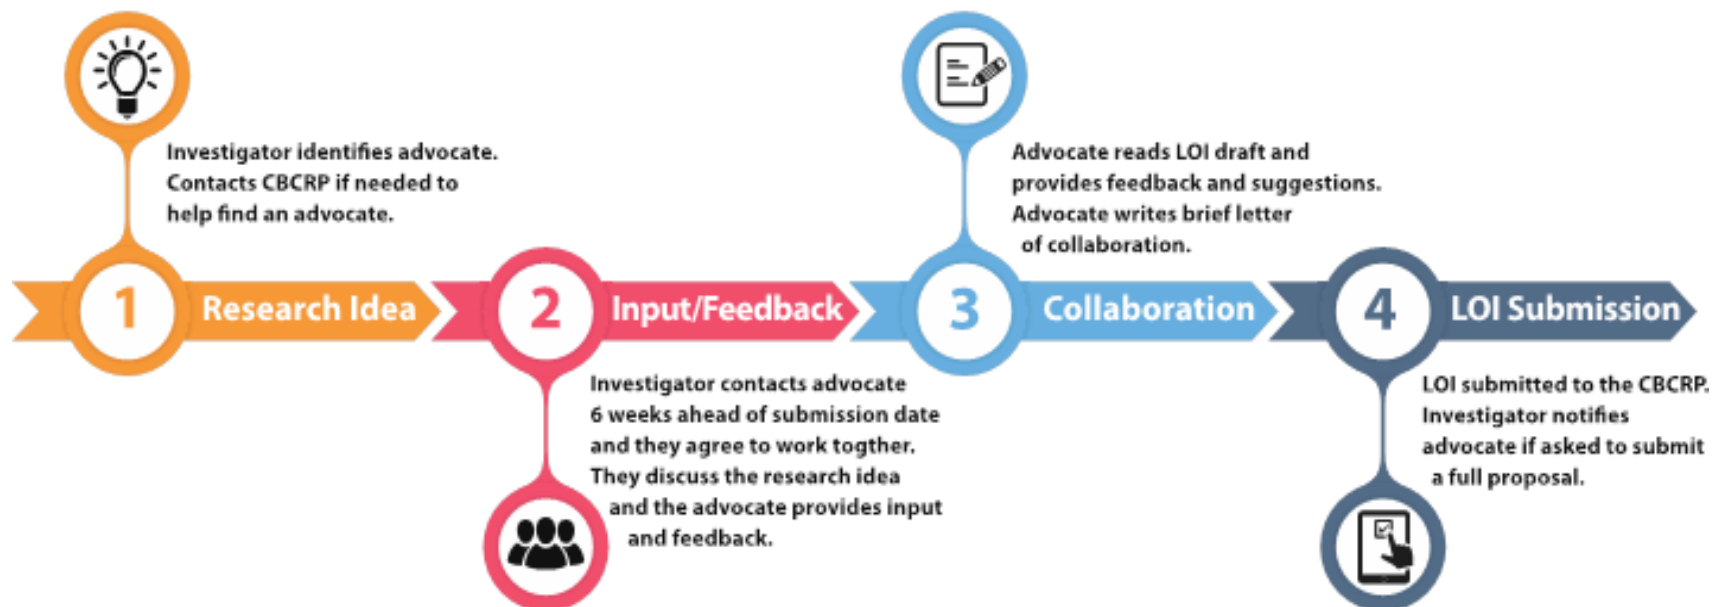 Investigator identifies advocate.
Contacts CBCRP if needed to
help find an advocate.
1 Research Idea
2 Input/Feedback
Investigator contacts advocate
6 weeks ahead of submission date
and they agree to work togther.
They discuss the research idea
and the advocate provides input
and feedback.
Advocate reads LOI draft and
provides feedback and suggestions.
Advocate writes brief letter
of collaboration.
3 Collaboration
4 LOI Submission
LOI submitted to the CBCRP.
Investigator notifies
advocate if asked to submit
a full proposal.